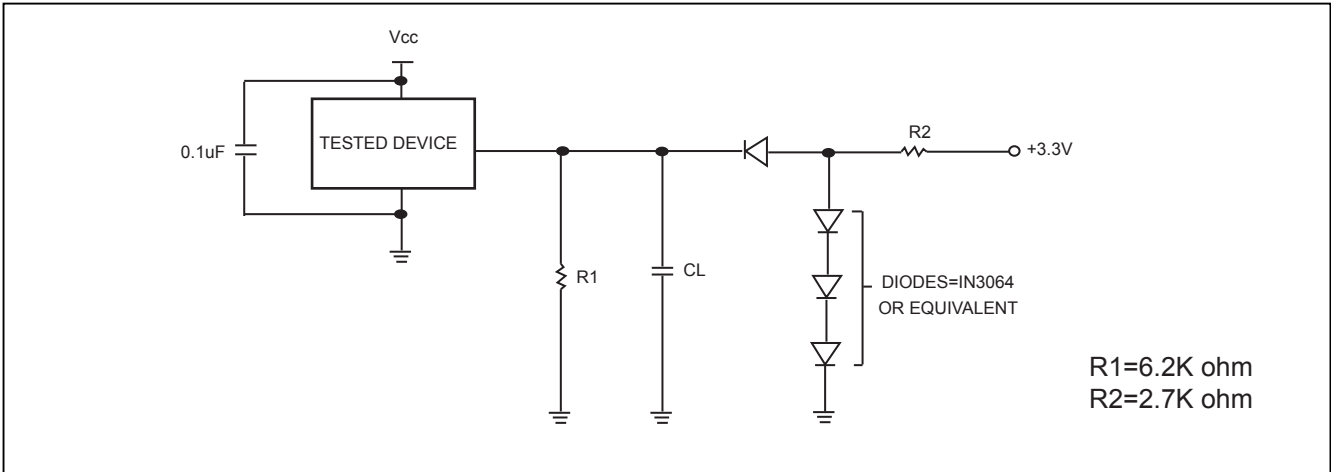 Vcc
0.1uF
TESTED DEVICE
R2
+3.3V
R1
CL
DIODES=IN3064
OR EQUIVALENT
R1=6.2K ohm
R2=2.7K ohm